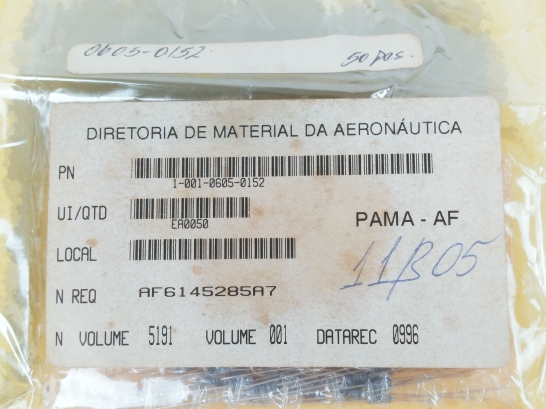 0605-0152.
50 pcs.
DIRETORIA DE MATERIAL DA AERONÁUTICA
PN
1-001-0605-0152
UI/QTD
EA0050
PAMA - AF
LOCAL
11B05
N REQ AF6145285A7
N VOLUME 5191 VOLUME 001 DATAREC 0996